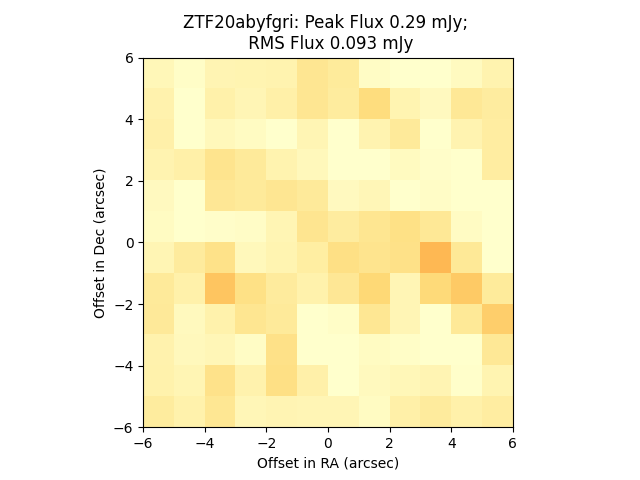 ZTF20abyfgri: Peak Flux 0.29 mJy;
RMS Flux 0.093 mJy
6
4
2
0
−2
−4
−6
Offset in Dec (arcsec)
−6 −4 −2 0 2 4 6
Offset in RA (arcsec)